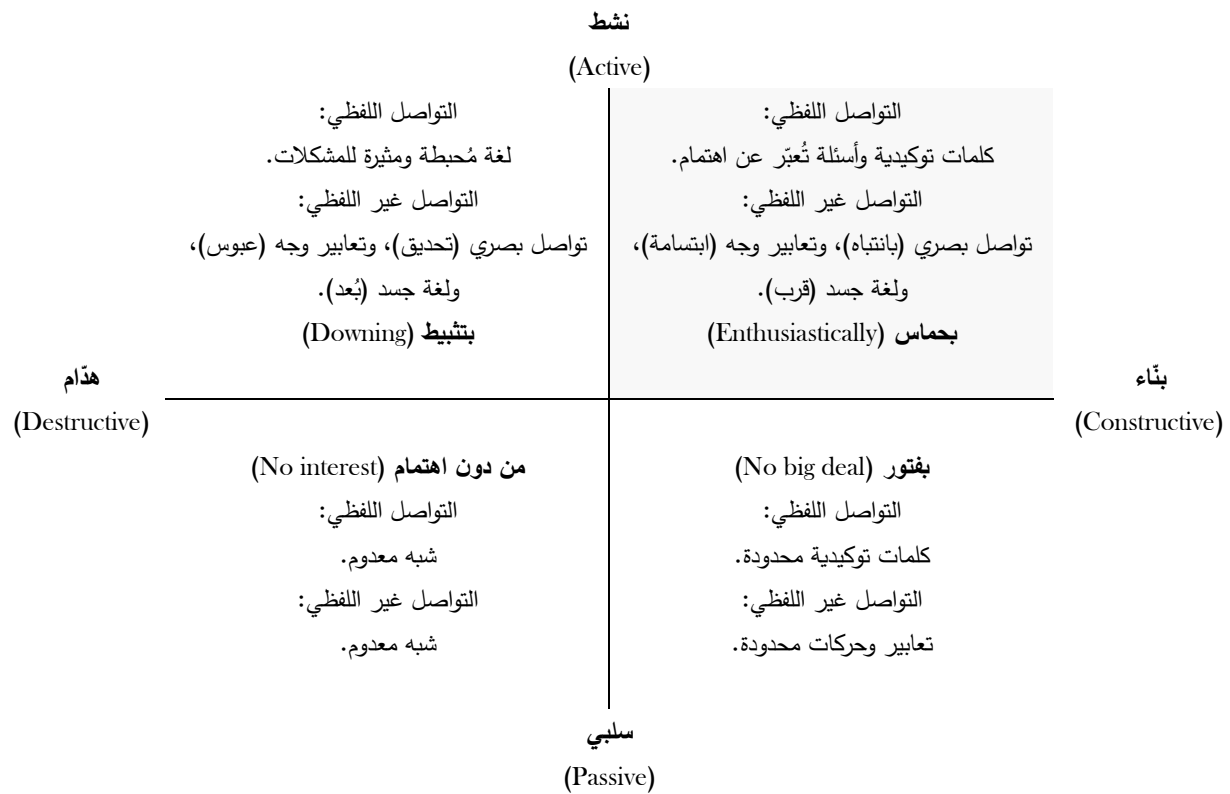 نشط
(Active)
التواصل اللفظي:
كلمات توكيدية وأسئلة تُعبّر عن اهتمام.
التواصل غير اللفظي:
تواصل بصري (بانتباه)، وتعابير وجه (ابتسامة)،
ولغة جسد (قرب).
بحماس (Enthusiastically)
التواصل اللفظي:
لغة مُحبطة ومثيرة للمشكلات.
التواصل غير اللفظي:
تواصل بصري (تحديق)، وتعابير وجه (عبوس)،
ولغة جسد (بُعد).
بتثبيط (Downing)
بنّاء
(Constructive)
هدّام
(Destructive)
بفتور (No big deal)
التواصل اللفظي:
كلمات توكيدية محدودة.
التواصل غير اللفظي:
تعابير وحركات محدودة.
من دون اهتمام (No interest)
التواصل اللفظي:
شبه معدوم.
التواصل غير اللفظي:
شبه معدوم.
سلبي
(Passive)